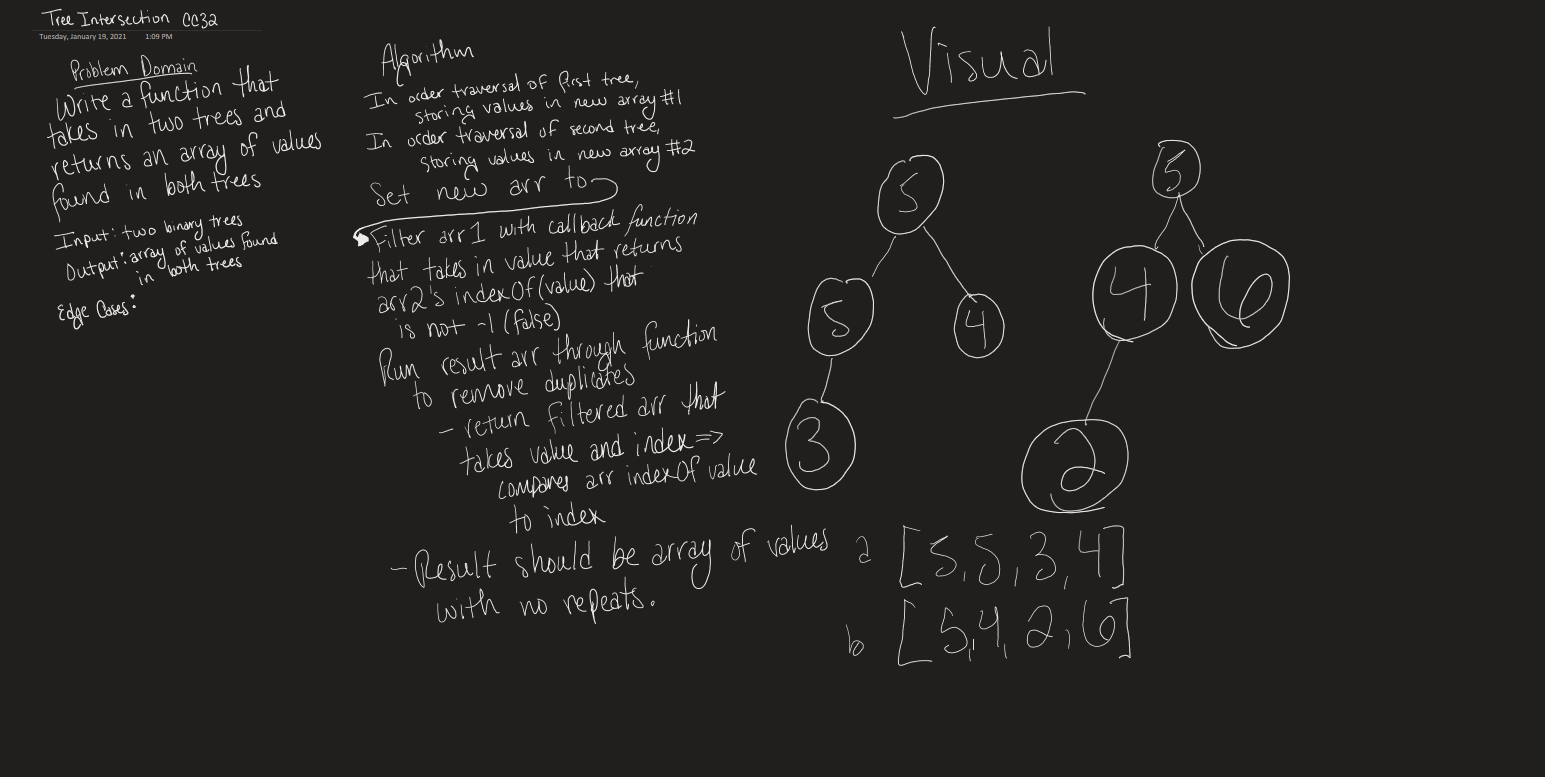 Tree Intersection CC32
Tuesday, January 19, 2021 1:09 PM
Problem Domain
Write a function that
takes in two trees and
returns an array of values
found in both trees
Input: two binary trees
Output: array of values found
in both trees
Edge Cases:
Algorithm
In order traversal of first tree,
storing values in new array #1
In order traversal of second tree,
storing values in new array #2
Set new arr to
Filter arr 1 with callback function
that takes in value that returns
arr2's indexOf(value) that
is not -1 (false)
Run result arr through function
to remove duplicates
- return filtered arr that
takes value and index =>
compares arr indexOf value
to index
- Result should be array of values
with no repeats.
Visual
5
5 4
3
5
4 6
2
a [5, 5, 3, 4]
b [5, 4, 2, 6]